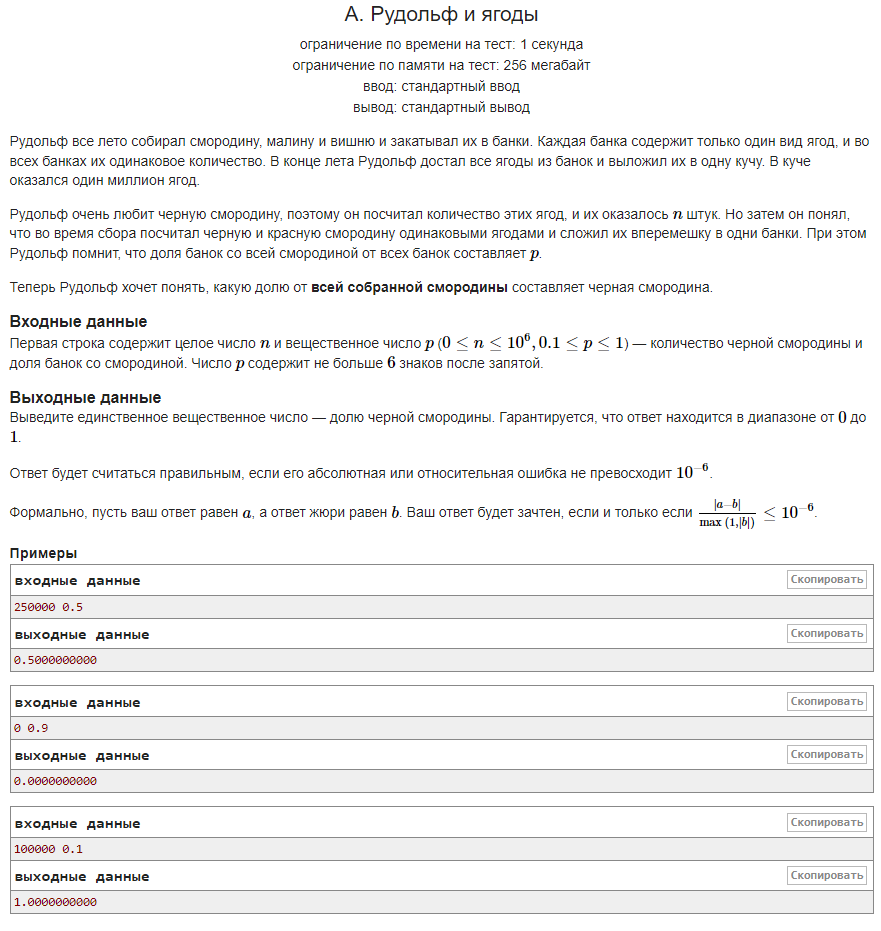 А. Рудольф и ягоды
ограничение по времени на тест: 1 секунда
ограничение по памяти на тест: 256 мегабайт
ввод: стандартный ввод
вывод: стандартный вывод
Рудольф все лето собирал смородину, малину и вишню и закатывал их в банки. Каждая банка содержит только один вид ягод, и во
всех банках их одинаковое количество. В конце лета Рудольф достал все ягоды из банок и выложил их в одну кучу. В куче
оказался один миллион ягод.
Рудольф очень любит черную смородину, поэтому он посчитал количество этих ягод, и их оказалось n штук. Но затем он понял,
что во время сбора посчитал черную и красную смородину одинаковыми ягодами и сложил их вперемешку в одни банки. При этом
Рудольф помнит, что доля банок со всей смородиной от всех банок составляет p.
Теперь Рудольф хочет понять, какую долю от всей собранной смородины составляет черная смородина.
Входные данные
Первая строка содержит целое число n и вещественное число p (0 ≤ n ≤ 10^6, 0.1 ≤ p ≤ 1) — количество черной смородины и
доля банок со смородиной. Число p содержит не больше 6 знаков после запятой.
Выходные данные
Выведите единственное вещественное число — долю черной смородины. Гарантируется, что ответ находится в диапазоне от 0 до
1.
Ответ будет считаться правильным, если его абсолютная или относительная ошибка не превосходит 10^−6.
Формально, пусть ваш ответ равен a, а ответ жюри равен b. Ваш ответ будет зачтен, если и только если |a−b| / max (1,|b|) ≤ 10^−6.
Примеры
входные данные Скопировать
250000 0.5
выходные данные Скопировать
0.5000000000
входные данные Скопировать
0 0.9
выходные данные Скопировать
0.0000000000
входные данные Скопировать
100000 0.1
выходные данные Скопировать
1.0000000000